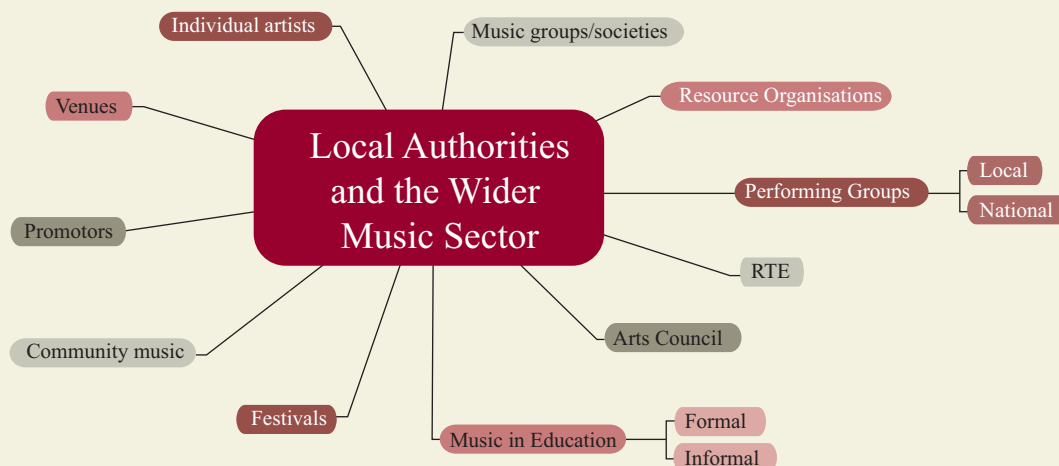 Individual artists
Music groups/societies
Venues
Resource Organisations
Local Authorities
and the Wider
Music Sector
Performing Groups
Local
National
Promotors
RTE
Arts Council
Community music
Festivals
Music in Education
Formal
Informal